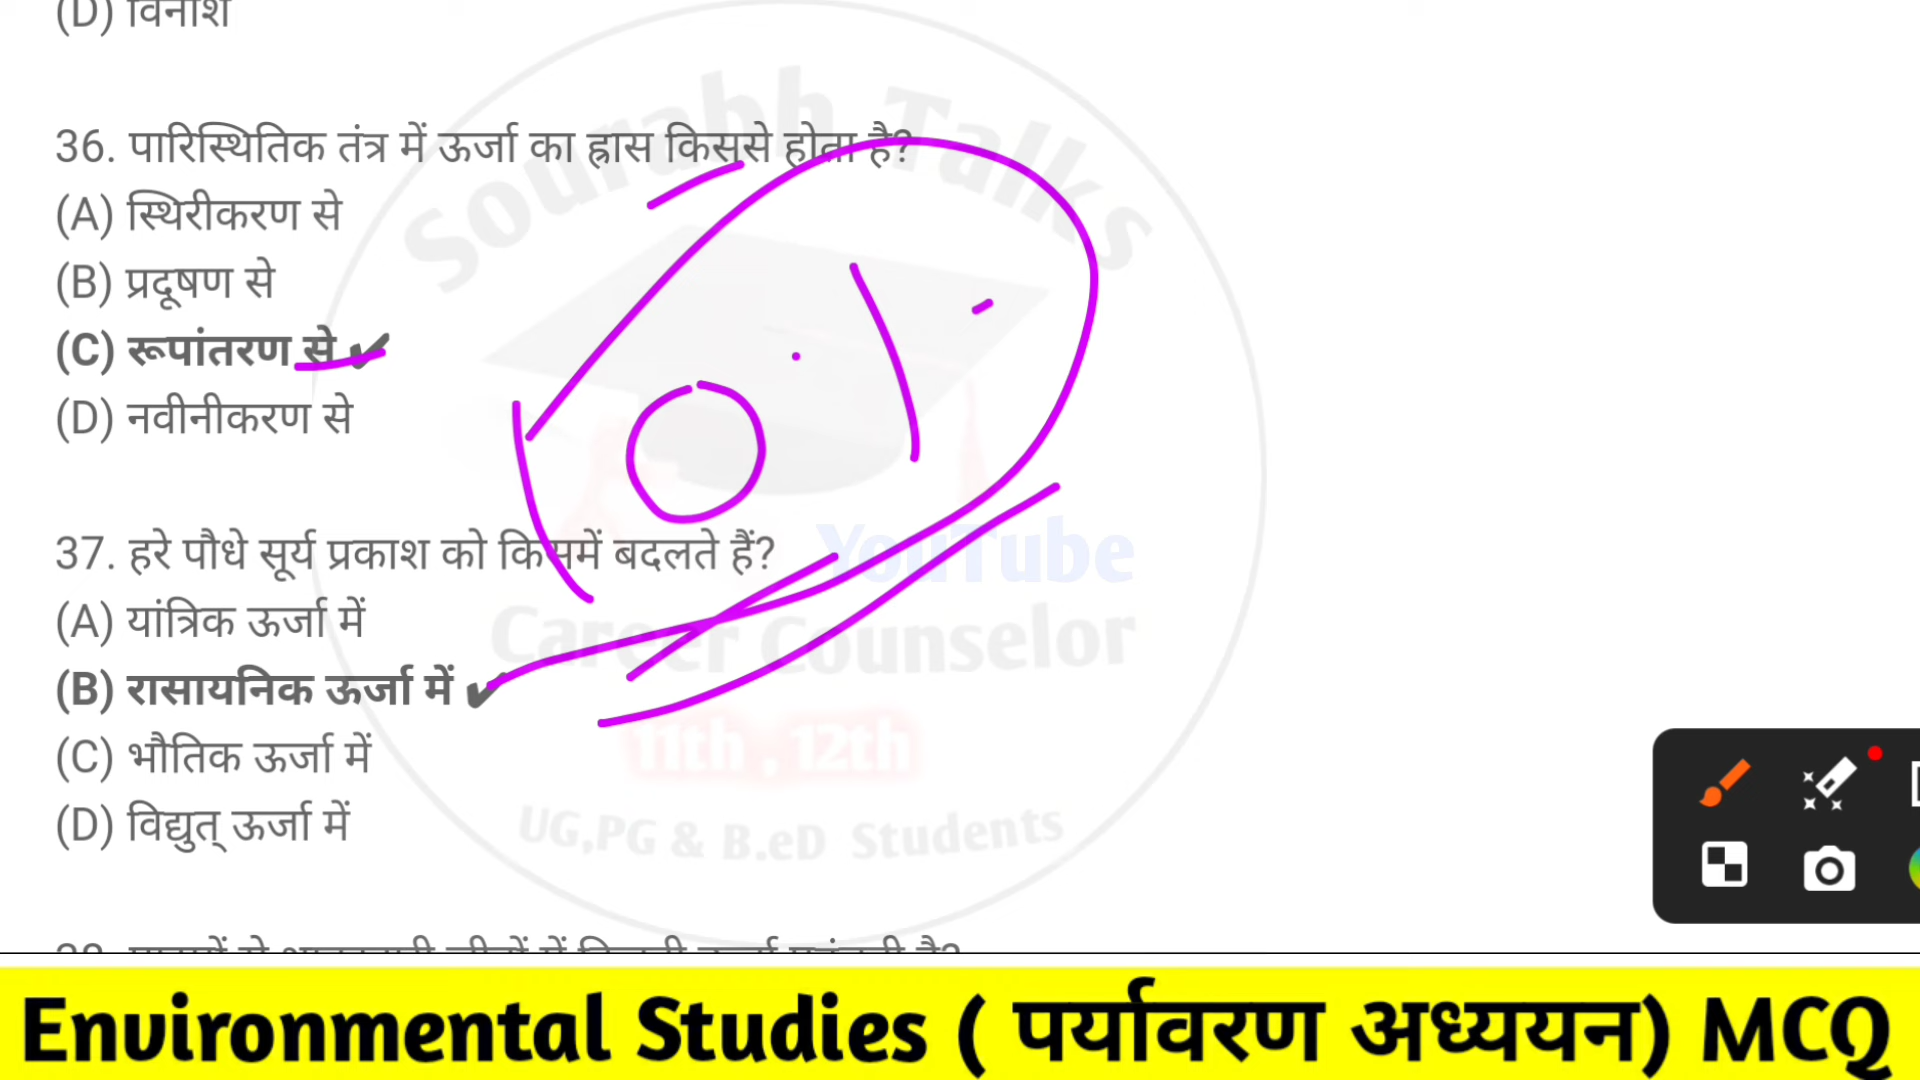 (D) विनाश
Sourabh Talks
36. पारिस्थितिक तंत्र में ऊर्जा का ह्रास किससे होता है?
(A) स्थिरीकरण से
(B) प्रदूषण से
(C) रूपांतरण से ✔
(D) नवीनीकरण से
37. हरे पौधे सूर्य प्रकाश को किसमें बदलते हैं?
YouTube
(A) यांत्रिक ऊर्जा में
Career Counselor
(B) रासायनिक ऊर्जा में ✔
11th , 12th
(C) भौतिक ऊर्जा में
(D) विद्युत् ऊर्जा में
UG,PG & B.eD Students
Environmental Studies ( पर्यावरण अध्ययन) MCQ